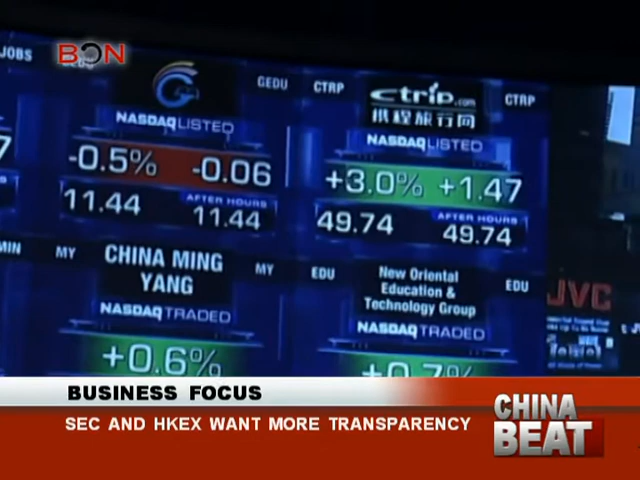 JOBS
BON
GEDU
CTRP
ctrip.com
CTRP
携程旅行网
NASDAQ LISTED
NASDAQ LISTED
-0.5% -0.06
+3.0% +1.47
7
11.44
AFTER HOURS
11.44
49.74
AFTER HOURS
49.74
MIN
MY
CHINA MING
YANG
MY
EDU
New Oriental
Education &
Technology Group
EDU
JVC
NASDAQ TRADED
NASDAQ TRADED
+0.6%
+0.7%
BUSINESS FOCUS
SEC AND HKEX WANT MORE TRANSPARENCY
CHINA
BEAT